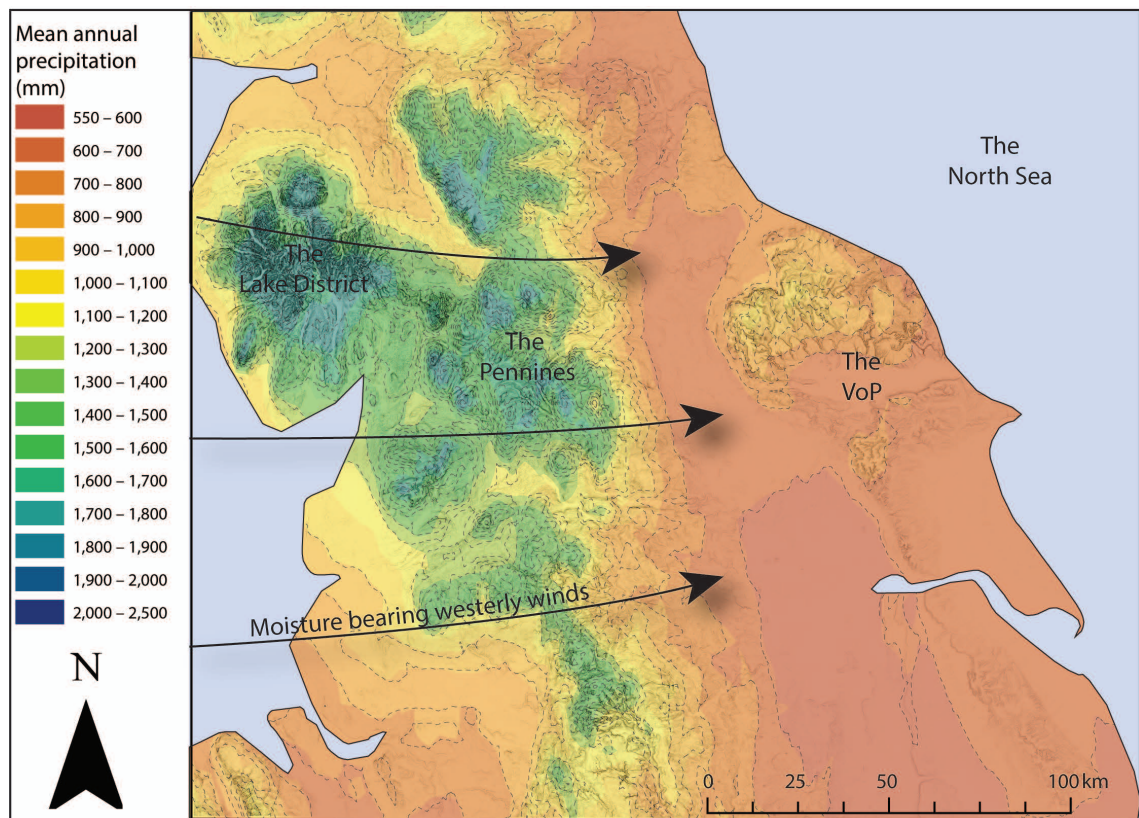 Mean annual
precipitation
(mm)
550 – 600
600 – 700
700 – 800
800 – 900
900 – 1,000
1,000 – 1,100
1,100 – 1,200
1,200 – 1,300
1,300 – 1,400
1,400 – 1,500
1,500 – 1,600
1,600 – 1,700
1,700 – 1,800
1,800 – 1,900
1,900 – 2,000
2,000 – 2,500
N
The
North Sea
The
Lake District
The
Pennines
The
VoP
Moisture bearing westerly winds
0 25 50 100 km